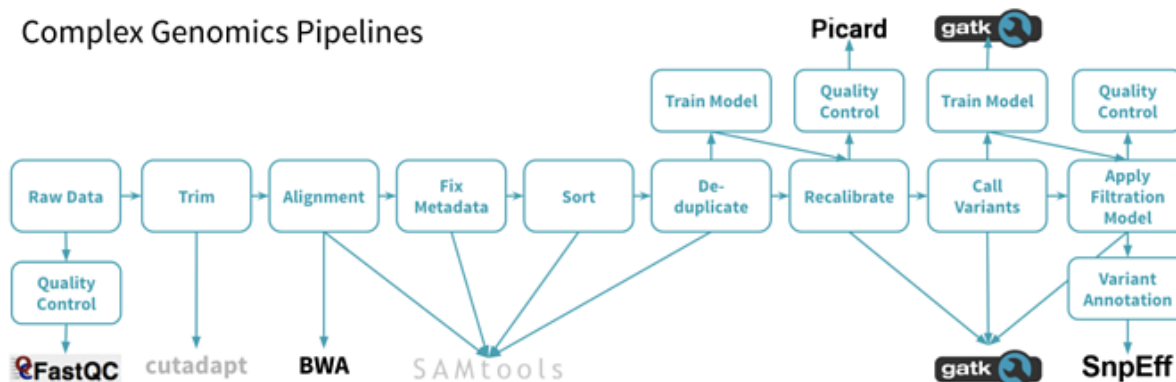 Complex Genomics Pipelines
Picard
gatk
Train Model
Quality
Control
Train Model
Quality
Control
Raw Data
Trim
Alignment
Fix
Metadata
Sort
De-
duplicate
Recalibrate
Call
Variants
Apply
Filtration
Model
Quality
Control
Variant
Annotation
FastQC
cutadapt
BWA
SAMtools
gatk
SnpEff